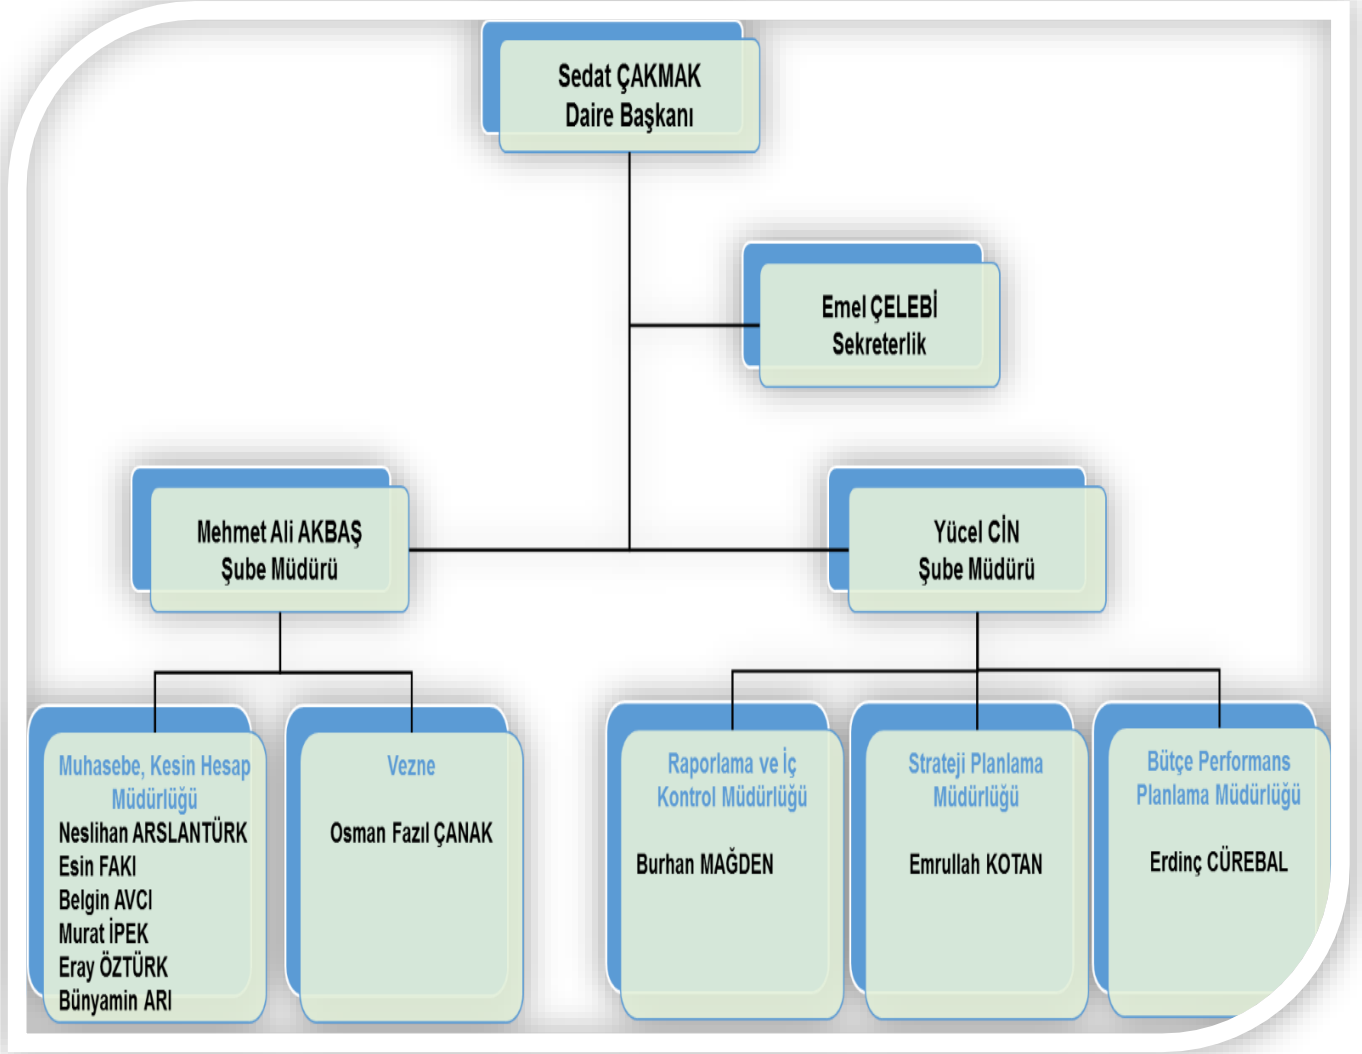 Sedat ÇAKMAK
Daire Başkanı
Emel ÇELEBİ
Sekreterlik
Mehmet Ali AKBAŞ
Şube Müdürü
Yücel CİN
Şube Müdürü
Muhasebe, Kesin Hesap
Müdürlüğü
Neslihan ARSLANTÜRK
Esin FAKI
Belgin AVCI
Murat İPEK
Eray ÖZTÜRK
Bünyamin ARI
Vezne
Osman Fazıl ÇANAK
Raporlama ve İç
Kontrol Müdürlüğü
Burhan MAĞDEN
Strateji Planlama
Müdürlüğü
Emrullah KOTAN
Bütçe Performans
Planlama Müdürlüğü
Erdinç CÜREBAL